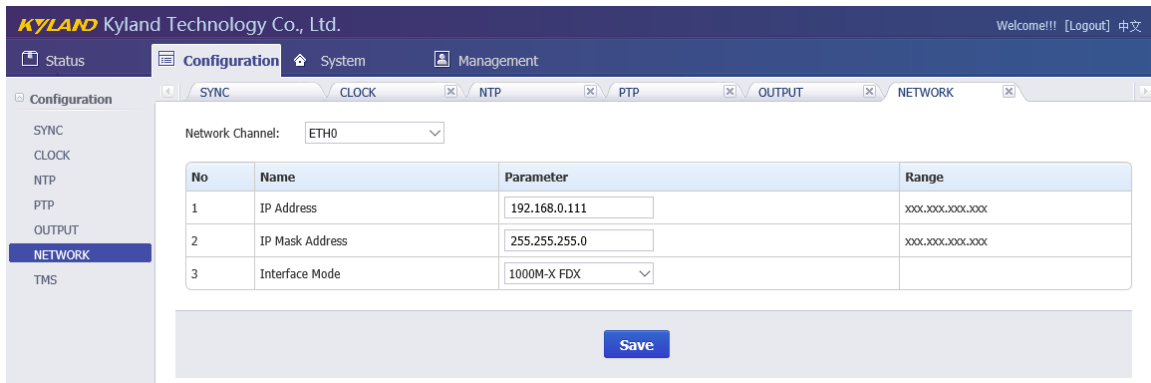 KYLAND Kyland Technology Co., Ltd.
Welcome!!! [Logout] 中文
Status Configuration System Management
Configuration
SYNC CLOCK NTP PTP OUTPUT NETWORK
SYNC
CLOCK
NTP
PTP
OUTPUT
NETWORK
TMS
Network Channel: ETH0
No Name Parameter Range
1 IP Address 192.168.0.111 xxx.xxx.xxx.xxx
2 IP Mask Address 255.255.255.0 xxx.xxx.xxx.xxx
3 Interface Mode 1000M-X FDX
Save